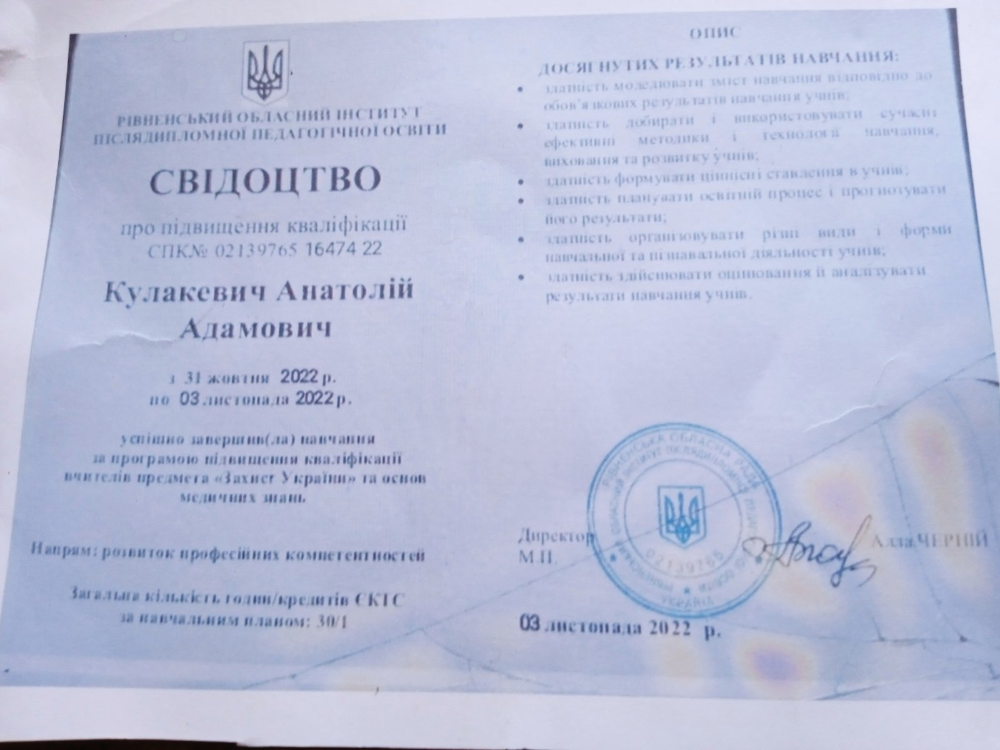 РІВНЕНСЬКИЙ ОБЛАСНИЙ ІНСТИТУТ
ПІСЛЯДИПЛОМНОЇ ПЕДАГОГІЧНОЇ ОСВІТИ
СВІДОЦТВО
про підвищення кваліфікації
СПК№ 02139765 16474 22
Кулакевич Анатолій
Адамович
з 31 жовтня 2022 р.
по 03 листопада 2022 р.
успішно завершив(ла) навчання
за програмою підвищення кваліфікації
вчителів предмета «Захист України» та основ
медичних знань
Напрям: розвиток професійних компетентностей
Загальна кількість годин/кредитів ЄКТС
за навчальним планом: 30/1
ОПИС
ДОСЯГНУТИХ РЕЗУЛЬТАТІВ НАВЧАННЯ:
• здатність моделювати зміст навчання відповідно до
обов'язкових результатів навчання учнів;
• здатність добирати і використовувати сучасні
ефективні методики і технології навчання,
виховання та розвитку учнів;
• здатність формувати ціннісні ставлення в учнів;
• здатність планувати освітній процес і прогнозувати
його результати;
• здатність організовувати різні види і форми
навчальної та пізнавальної діяльності учнів;
• здатність здійснювати оцінювання й аналізувати
результати навчання учнів.
РІВНЕНСЬКА ОБЛАСНА РАДА
УКРАЇНА
02139765
Директор
М.П.
Алла ЧЕРНІЙ
03 листопада 2022 р.